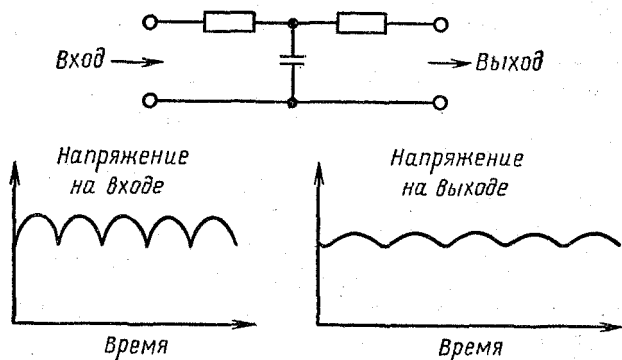 Вход
Выход
Напряжение
на входе
Напряжение
на выходе
Время
Время